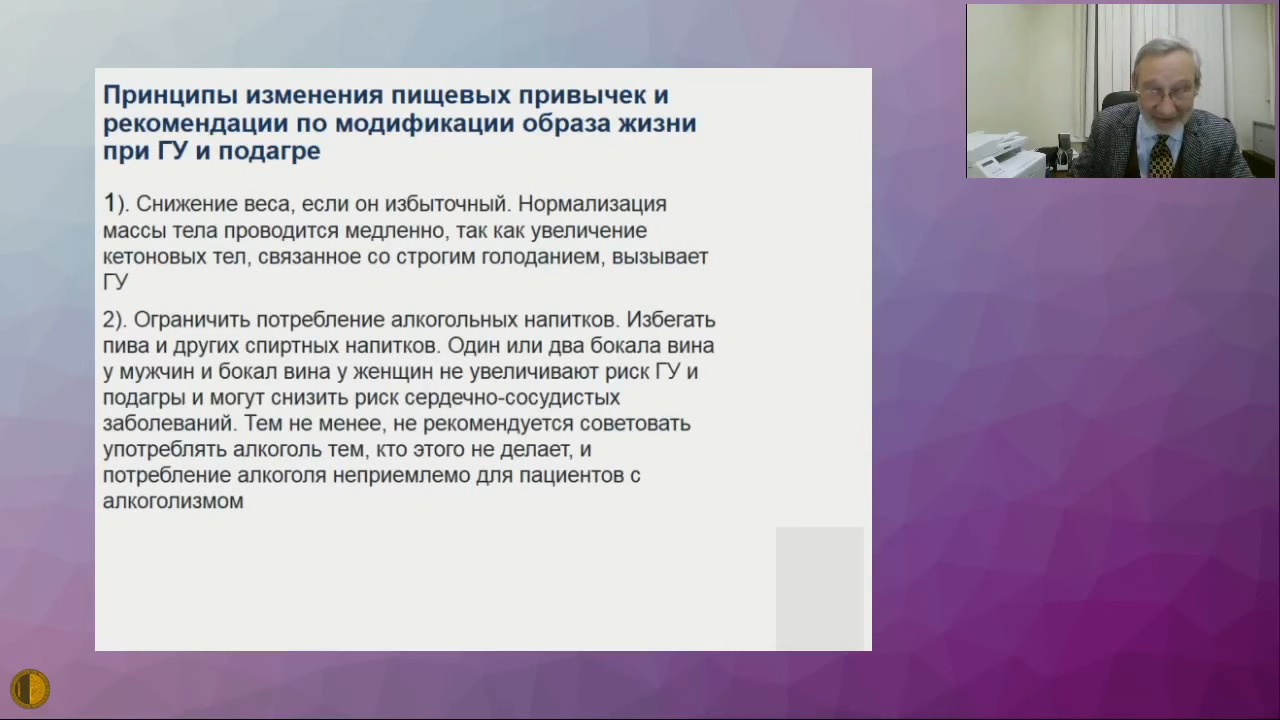 Принципы изменения пищевых привычек и
рекомендации по модификации образа жизни
при ГУ и подагре
1). Снижение веса, если он избыточный. Нормализация
массы тела проводится медленно, так как увеличение
кетоновых тел, связанное со строгим голоданием, вызывает
ГУ
2). Ограничить потребление алкогольных напитков. Избегать
пива и других спиртных напитков. Один или два бокала вина
у мужчин и бокал вина у женщин не увеличивают риск ГУ и
подагры и могут снизить риск сердечно-сосудистых
заболеваний. Тем не менее, не рекомендуется советовать
употреблять алкоголь тем, кто этого не делает, и
потребление алкоголя неприемлемо для пациентов с
алкоголизмом